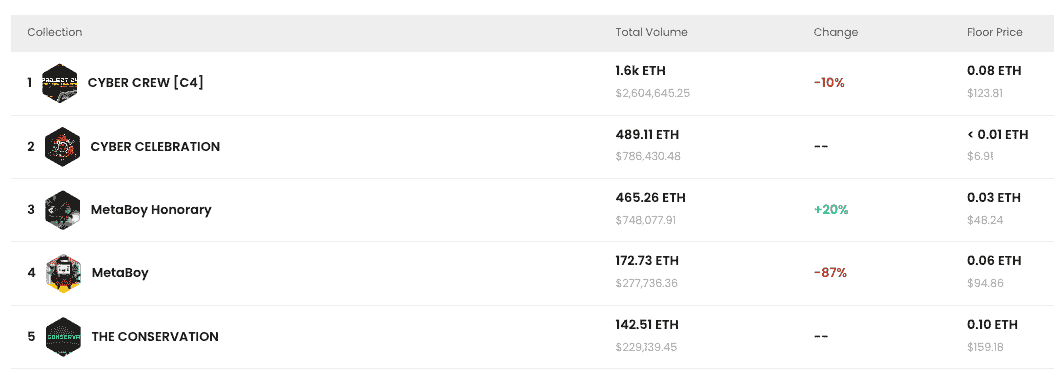 Collection Total Volume Change Floor Price
1 CYBER CREW [C4] 1.6k ETH $2,604,645.25 -10% 0.08 ETH $123.81
2 CYBER CELEBRATION 489.11 ETH $786,430.48 -- < 0.01 ETH
3 MetaBoy Honorary 465.26 ETH $748,077.91 +20% 0.03 ETH $48.24
4 MetaBoy 172.73 ETH $277,736.36 -87% 0.06 ETH $94.86
5 THE CONSERVATION 142.51 ETH $229,139.45 -- 0.10 ETH $159.18